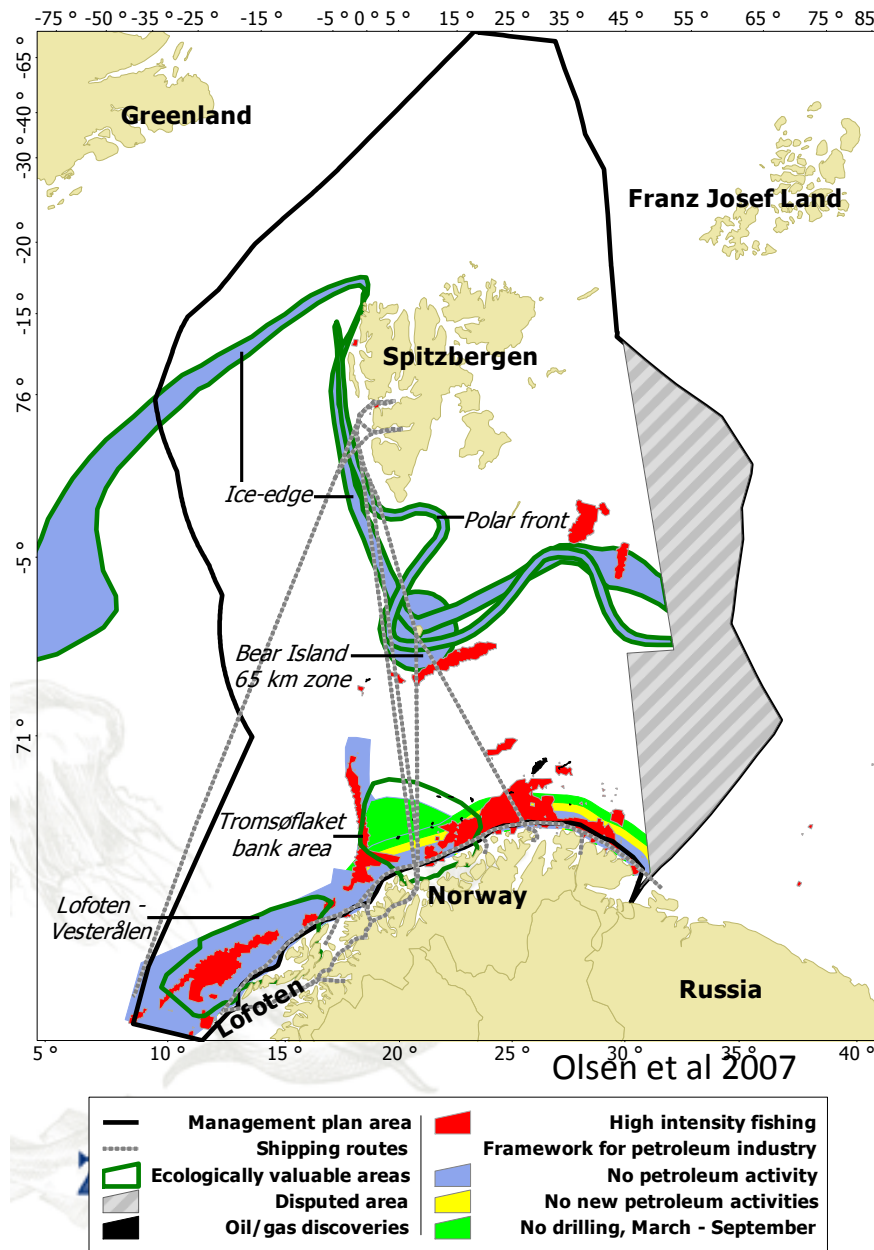 -75 ° -65 ° -55 ° -45 ° -35 ° -25 ° -15 ° -5 ° 0 ° 5 ° 15 ° 25 ° 35 ° 45 ° 55 ° 65 ° 75 ° 85
-65 °
-40 °
-30 °
-20 °
-15 °
76 °
-5 °
71 °
Greenland
Franz Josef Land
Spitzbergen
Ice-edge
Polar front
Bear Island
65 km zone
Tromsøflaket
bank area
Norway
Lofoten -
Vesterålen
Lofoten
Russia
5 ° 10 ° 15 ° 20 ° 25 ° 30 ° 35 ° 40 °
Olsen et al 2007
Management plan area
Shipping routes
Ecologically valuable areas
Disputed area
Oil/gas discoveries
High intensity fishing
Framework for petroleum industry
No petroleum activity
No new petroleum activities
No drilling, March - September